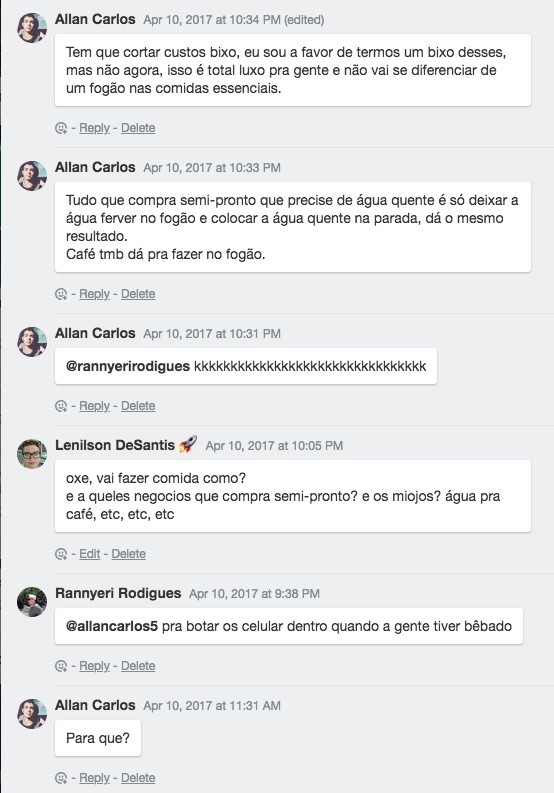 Allan Carlos Apr 10, 2017 at 10:34 PM (edited)
Tem que cortar custos bixo, eu sou a favor de termos um bixo desses,
mas não agora, isso é total luxo pra gente e não vai se diferenciar de
um fogão nas comidas essenciais.
- Reply - Delete
Allan Carlos Apr 10, 2017 at 10:33 PM
Tudo que compra semi-pronto que precise de água quente é só deixar a
água ferver no fogão e colocar a água quente na parada, dá o mesmo
resultado.
Café tmb dá pra fazer no fogão.
- Reply - Delete
Allan Carlos Apr 10, 2017 at 10:31 PM
@rannyerirodigues kkkkkkkkkkkkkkkkkkkkkkkkkkkkkkkkk
- Reply - Delete
Lenilson DeSantis 🚀 Apr 10, 2017 at 10:05 PM
oxe, vai fazer comida como?
e a queles negocios que compra semi-pronto? e os miojos? água pra
café, etc, etc, etc
- Edit - Delete
Rannyeri Rodigues Apr 10, 2017 at 9:38 PM
@allancarlos5 pra botar os celular dentro quando a gente tiver bêbado
- Reply - Delete
Allan Carlos Apr 10, 2017 at 11:31 AM
Para que?
- Reply - Delete